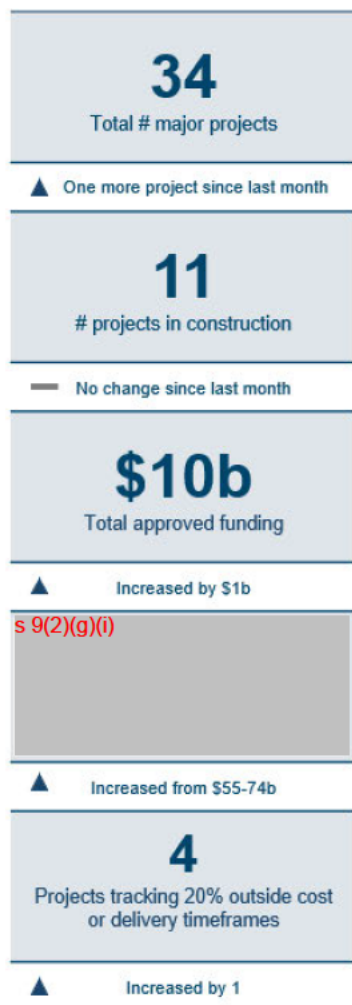 34
Total # major projects
One more project since last month
11
# projects in construction
No change since last month
$10b
Total approved funding
Increased by $1b
s 9(2)(g)(i)
Increased from $55-74b
4
Projects tracking 20% outside cost
or delivery timeframes
Increased by 1